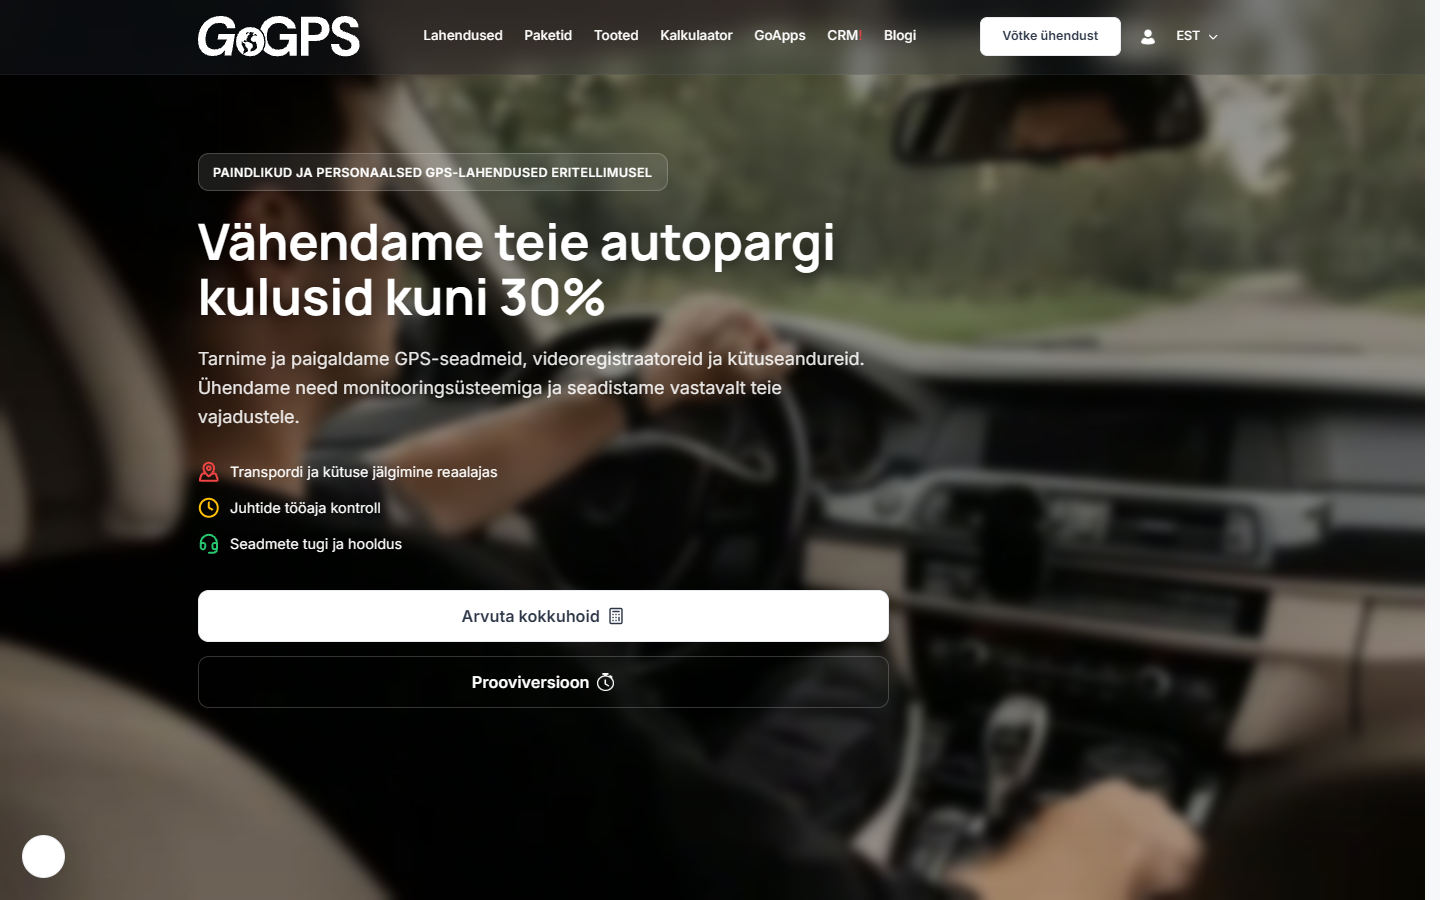 GoGPS
Lahendused
Paketid
Tooted
Kalkulaator
GoApps
CRM!
Blogi
Võtke ühendust
EST
PAINDLIKUD JA PERSONAALSED GPS-LAHENDUSED ERITELLIMUSEL
Vähendame teie autopargi
kulusid kuni 30%
Tarnime ja paigaldame GPS-seadmeid, videoregistraatoreid ja kütuseandureid.
Ühendame need monitooringsüsteemiga ja seadistame vastavalt teie
vajadustele.
Transpordi ja kütuse jälgimine reaalajas
Juhtide tööaja kontroll
Seadmete tugi ja hooldus
Arvuta kokkuhoid
Prooviversioon